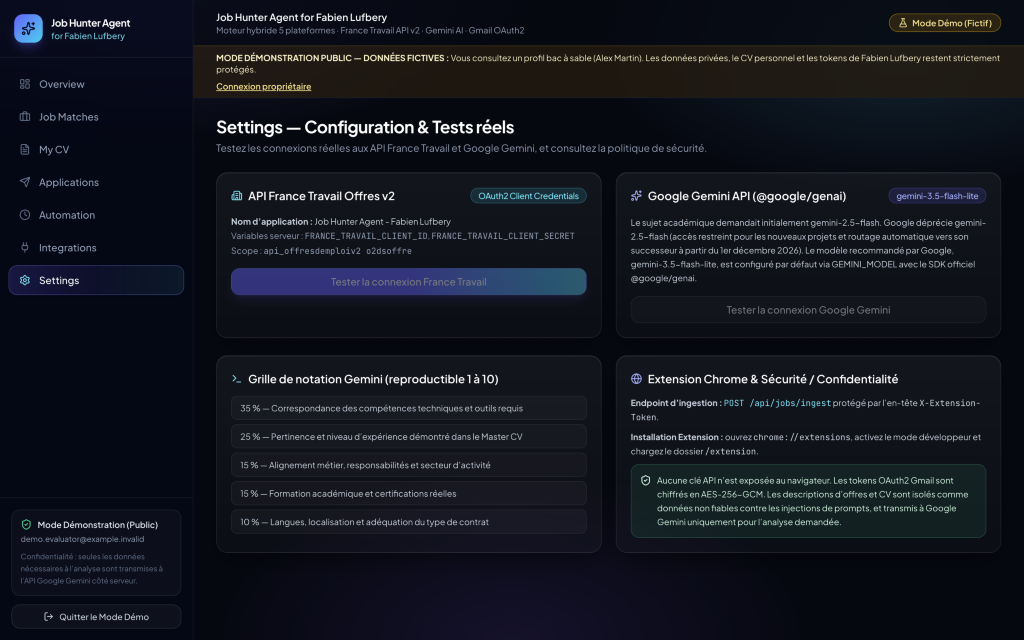 Job Hunter Agent
for Fabien Lufbery
Overview
Job Matches
My CV
Applications
Automation
Integrations
Settings
Mode Démonstration (Public)
demo.evaluator@example.invalid
Confidentialité : seules les données
nécessaires à l'analyse sont transmises à
l'API Google Gemini côté serveur.
Quitter le Mode Démo
Job Hunter Agent for Fabien Lufbery
Moteur hybride 5 plateformes · France Travail API v2 · Gemini AI · Gmail OAuth2
Mode Démo (Fictif)
MODE DÉMONSTRATION PUBLIC — DONNÉES FICTIVES : Vous consultez un profil bac à sable (Alex Martin). Les données privées, le CV personnel et les tokens de Fabien Lufbery restent strictement
protégés.
Connexion propriétaire
Settings — Configuration & Tests réels
Testez les connexions réelles aux API France Travail et Google Gemini, et consultez la politique de sécurité.
API France Travail Offres v2
OAuth2 Client Credentials
Nom d'application : Job Hunter Agent - Fabien Lufbery
Variables serveur : FRANCE_TRAVAIL_CLIENT_ID, FRANCE_TRAVAIL_CLIENT_SECRET
Scope : api_offresdemploiv2 o2dsoffre
Tester la connexion France Travail
Google Gemini API (@google/genai)
gemini-3.5-flash-lite
Le sujet académique demandait initialement gemini-2.5-flash. Google déprécie gemini-
2.5-flash (accès restreint pour les nouveaux projets et routage automatique vers son
successeur à partir du 1er décembre 2026). Le modèle recommandé par Google,
gemini-3.5-flash-lite, est configuré par défaut via GEMINI_MODEL avec le SDK officiel
@google/genai.
Tester la connexion Google Gemini
Grille de notation Gemini (reproductible 1 à 10)
35 % — Correspondance des compétences techniques et outils requis
25 % — Pertinence et niveau d'expérience démontré dans le Master CV
15 % — Alignement métier, responsabilités et secteur d'activité
15 % — Formation académique et certifications réelles
10 % — Langues, localisation et adéquation du type de contrat
Extension Chrome & Sécurité / Confidentialité
Endpoint d'ingestion : POST /api/jobs/ingest protégé par l'en-tête X-Extension-
Token.
Installation Extension : ouvrez chrome://extensions, activez le mode développeur et
chargez le dossier /extension.
Aucune clé API n'est exposée au navigateur. Les tokens OAuth2 Gmail sont
chiffrés en AES-256-GCM. Les descriptions d'offres et CV sont isolés comme
données non fiables contre les injections de prompts, et transmis à Google
Gemini uniquement pour l'analyse demandée.